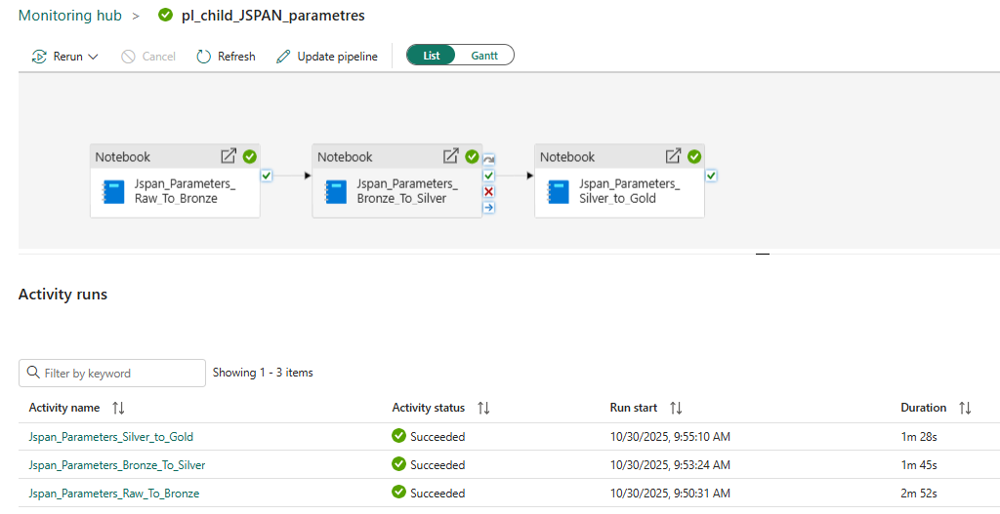 Monitoring hub > pl_child_JSPAN_parametres
Rerun Cancel Refresh Update pipeline List Gantt
Notebook Notebook Notebook
Jspan_Parameters_ Jspan_Parameters_ Jspan_Parameters_
Raw_To_Bronze Bronze_To_Silver Silver_to_Gold
Activity runs
Filter by keyword Showing 1 - 3 items
Activity name Activity status Run start Duration
Jspan_Parameters_Silver_to_Gold Succeeded 10/30/2025, 9:55:10 AM 1m 28s
Jspan_Parameters_Bronze_To_Silver Succeeded 10/30/2025, 9:53:24 AM 1m 45s
Jspan_Parameters_Raw_To_Bronze Succeeded 10/30/2025, 9:50:31 AM 2m 52s